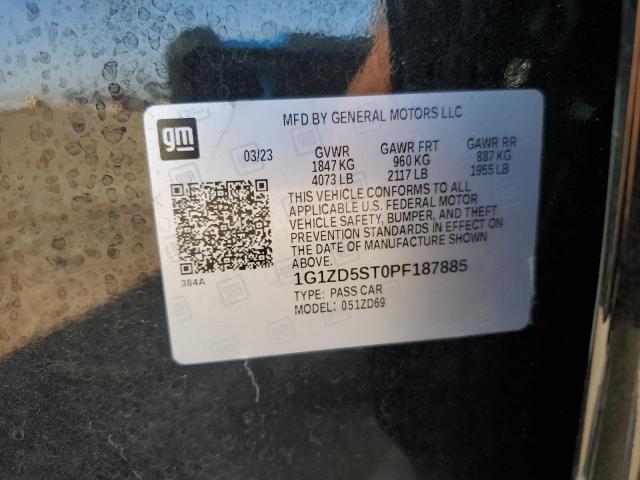 gm
MFD BY GENERAL MOTORS LLC
03/23
GVWR GAWR FRT GAWR RR
1847 KG 960 KG 887 KG
4073 LB 2117 LB 1955 LB
THIS VEHICLE CONFORMS TO ALL
APPLICABLE U.S. FEDERAL MOTOR
VEHICLE SAFETY, BUMPER, AND THEFT
PREVENTION STANDARDS IN EFFECT ON
THE DATE OF MANUFACTURE SHOWN
ABOVE.
384A
1G1ZD5ST0PF187885
TYPE: PASS CAR
MODEL: 051ZD69